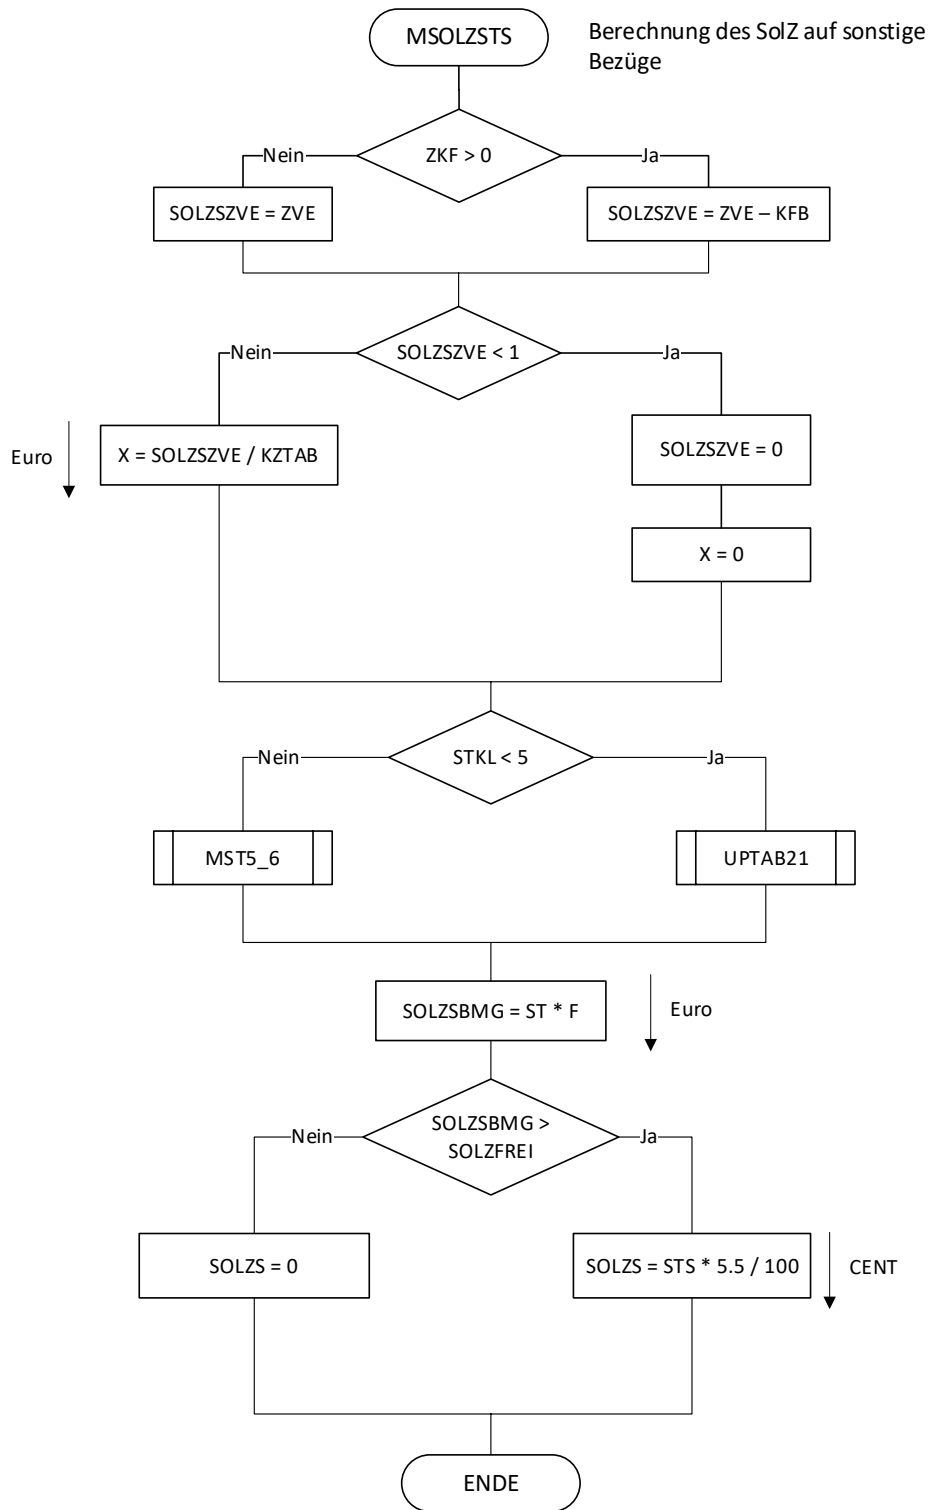 MSOLZSTS
Berechnung des SolZ auf sonstige
Bezüge
ZKF > 0
Nein
Ja
SOLZSZVE = ZVE
SOLZSZVE = ZVE – KFB
SOLZSZVE < 1
Nein
Ja
Euro
X = SOLZSZVE / KZTAB
SOLZSZVE = 0
X = 0
STKL < 5
Nein
Ja
MST5_6
UPTAB21
SOLZSBMG = ST * F
Euro
SOLZSBMG >
SOLZFREI
Nein
Ja
SOLZS = 0
SOLZS = STS * 5.5 / 100
CENT
ENDE